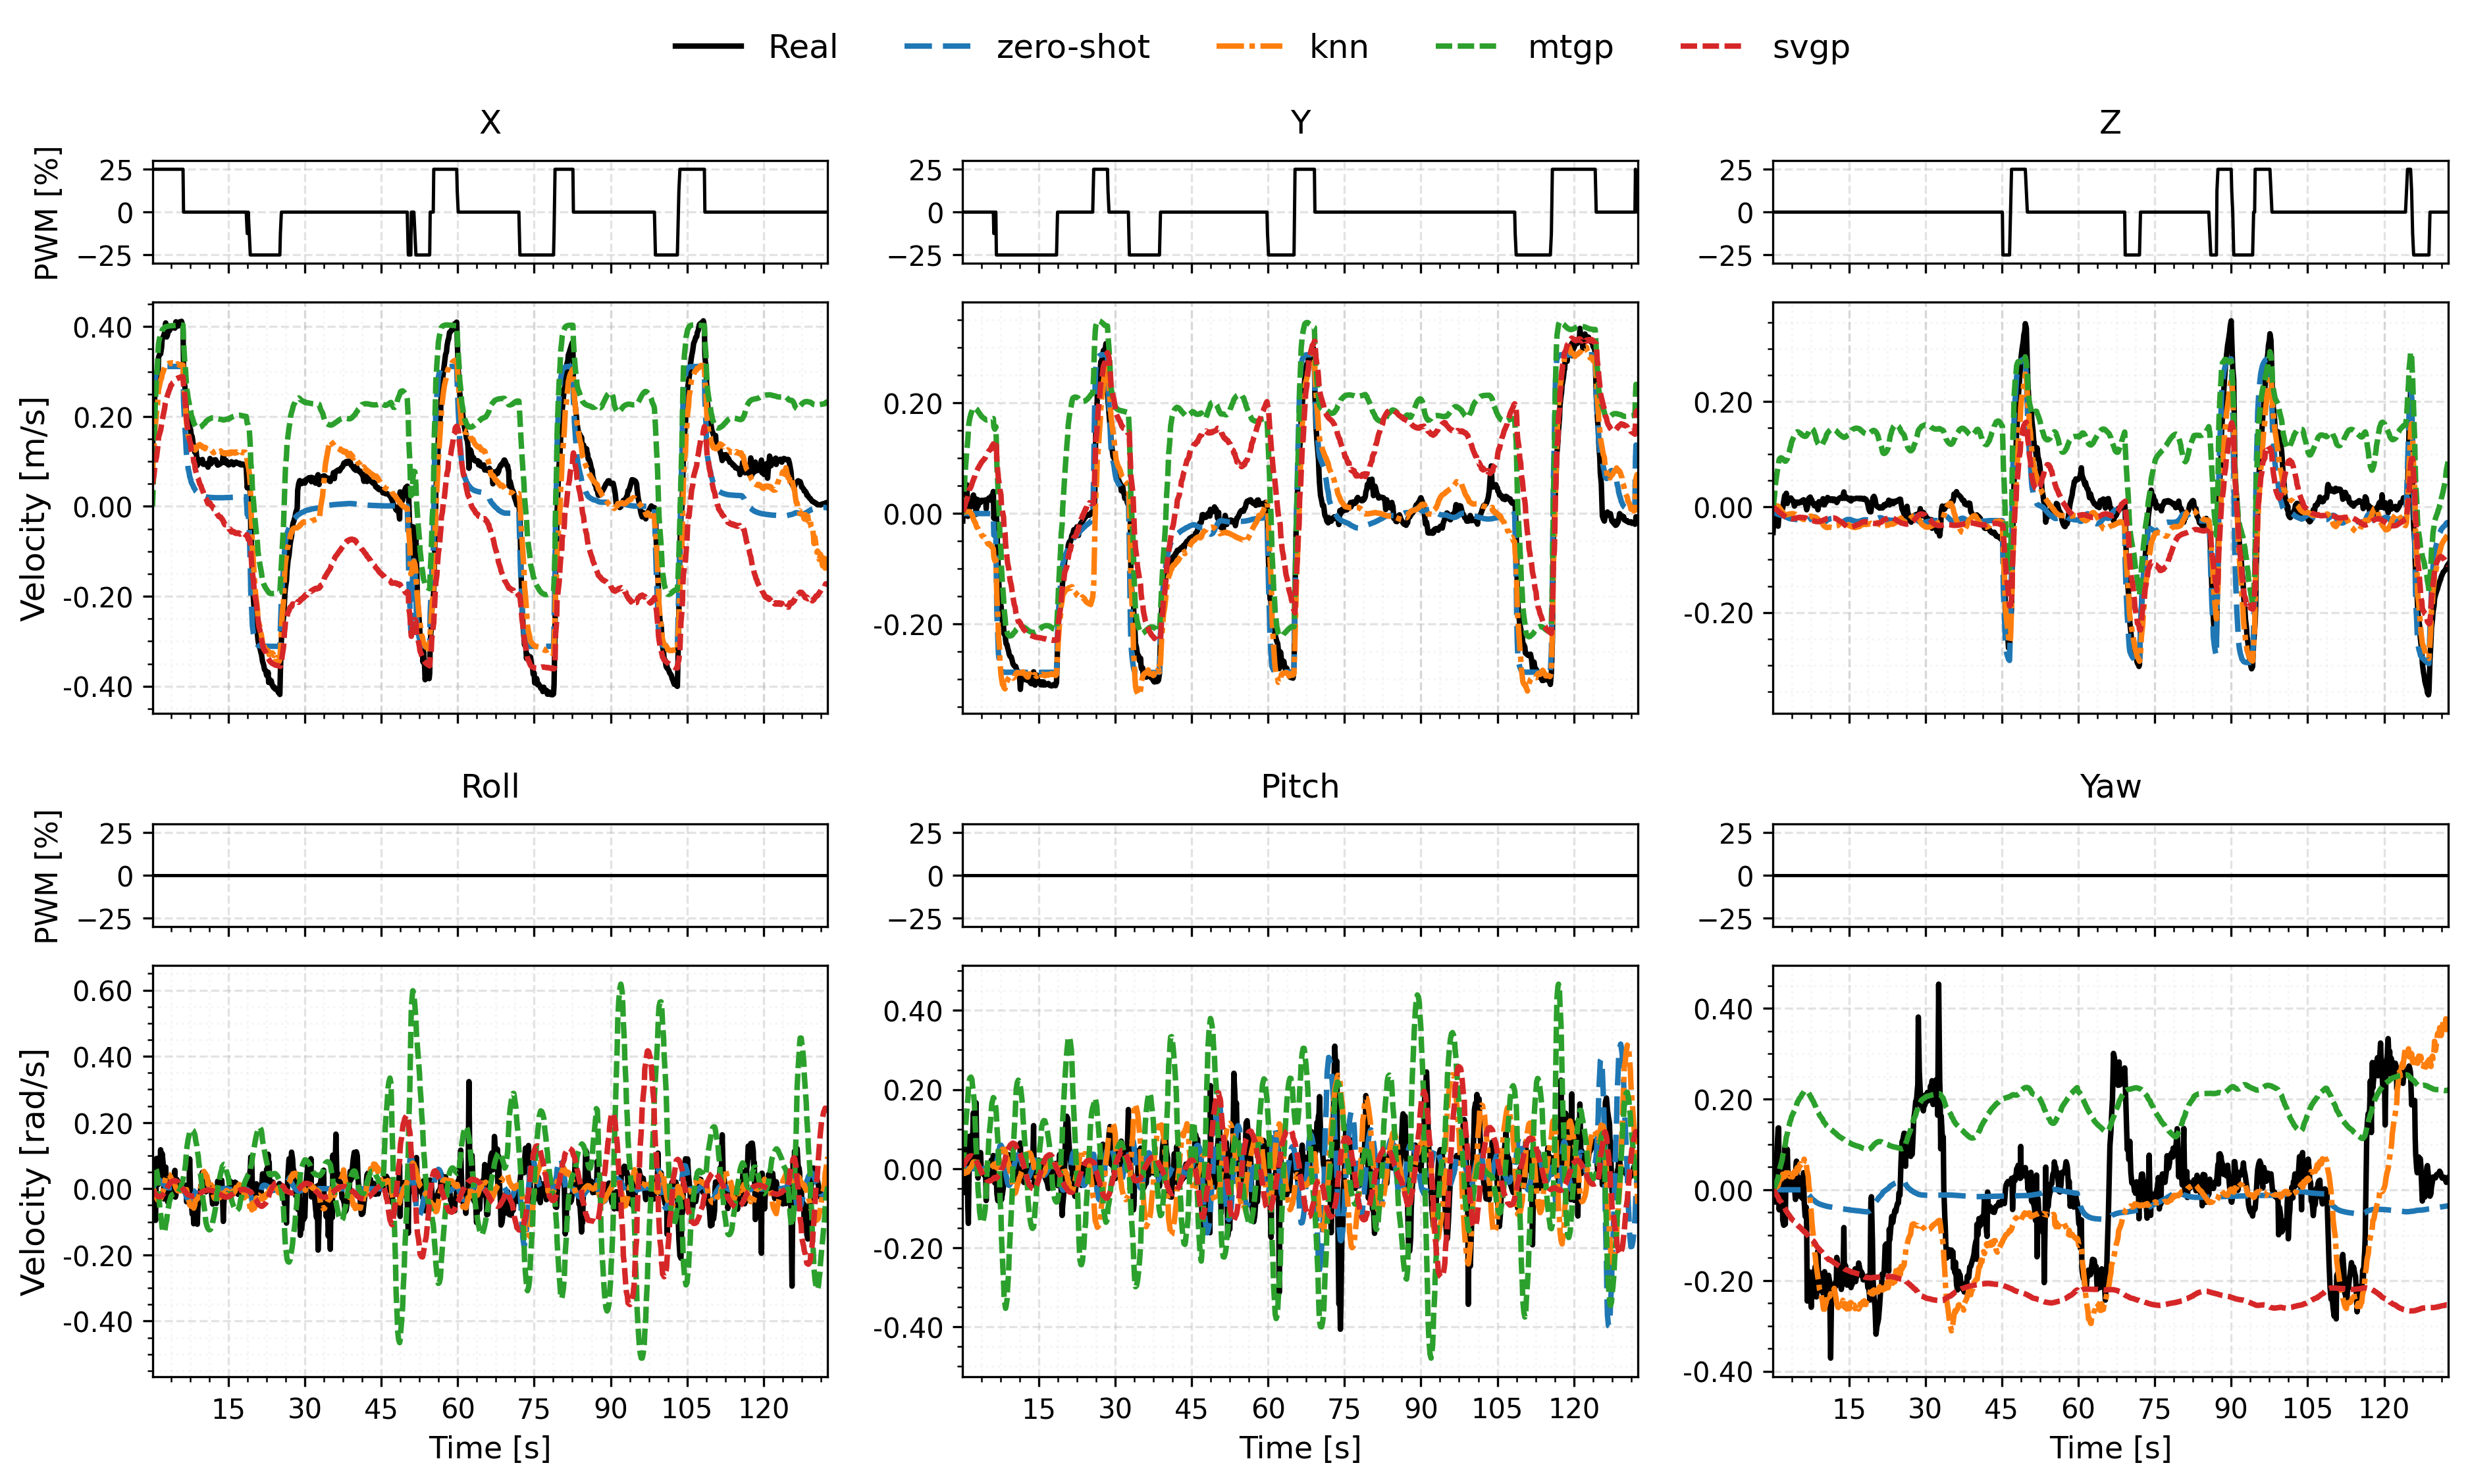 Real zero-shot knn mtgp svgp
X Y Z
PWM [%]
25 25 25
0 0 0
−25 −25 −25
Velocity [m/s]
0.40
0.20 0.20 0.20
0.00 0.00 0.00
-0.20 -0.20 -0.20
-0.40
Roll Pitch Yaw
PWM [%]
25 25 25
0 0 0
−25 −25 −25
Velocity [rad/s]
0.60
0.40 0.40 0.40
0.20 0.20 0.20
0.00 0.00 0.00
-0.20 -0.20 -0.20
-0.40 -0.40 -0.40
15 30 45 60 75 90 105 120 15 30 45 60 75 90 105 120 15 30 45 60 75 90 105 120
Time [s] Time [s] Time [s]